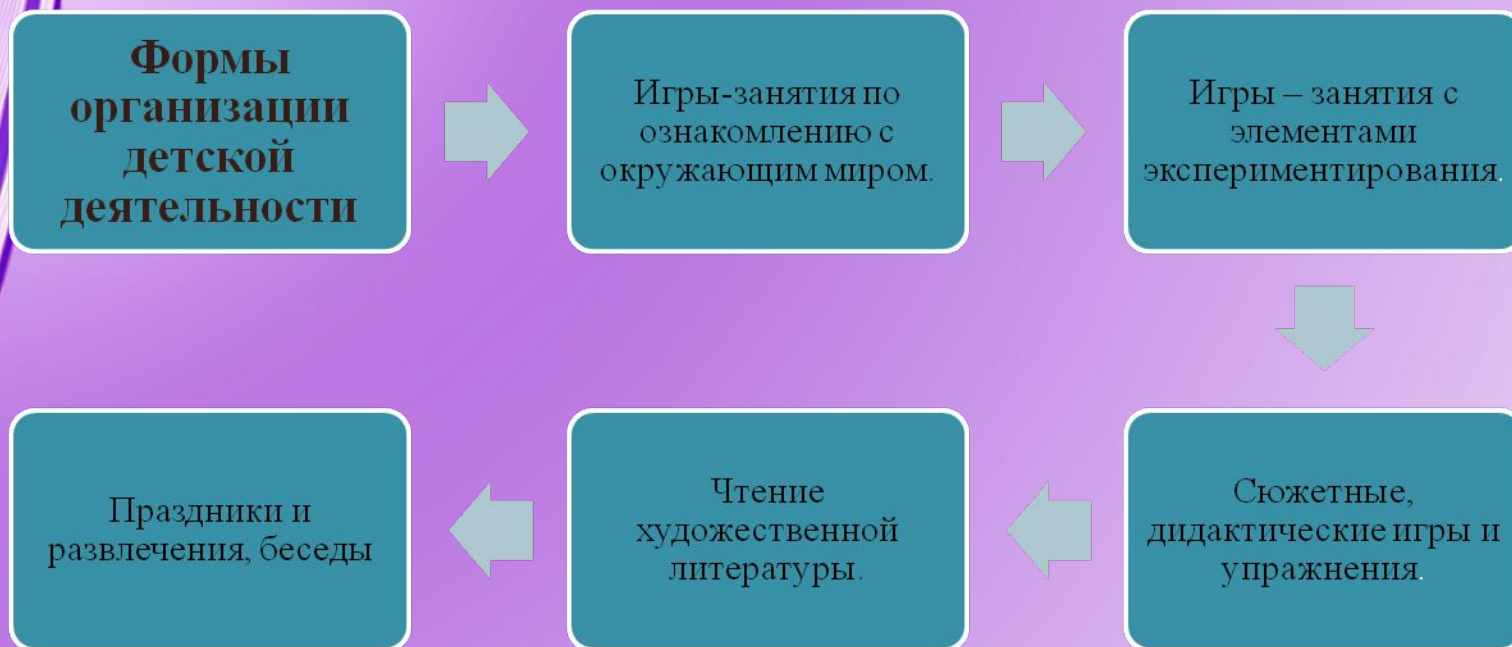 Формы
организации
детской
деятельности
Игры-занятия по
ознакомлению с
окружающим миром.
Игры – занятия с
элементами
экспериментирования.
Сюжетные,
дидактические игры и
упражнения.
Чтение
художественной
литературы.
Праздники и
развлечения, беседы